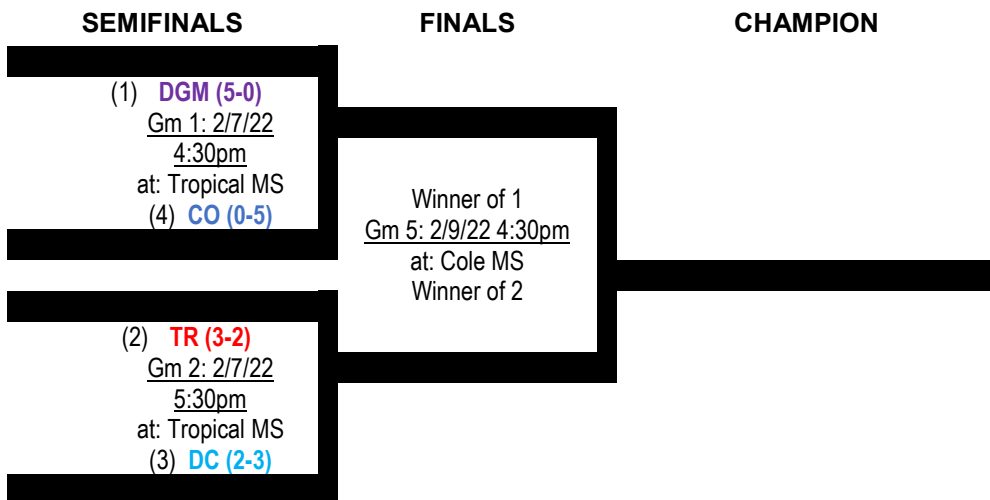 SEMIFINALS FINALS CHAMPION
(1) DGM (5-0)
Gm 1: 2/7/22
4:30pm
at: Tropical MS
(4) CO (0-5)
Winner of 1
Gm 5: 2/9/22 4:30pm
at: Cole MS
Winner of 2
(2) TR (3-2)
Gm 2: 2/7/22
5:30pm
at: Tropical MS
(3) DC (2-3)